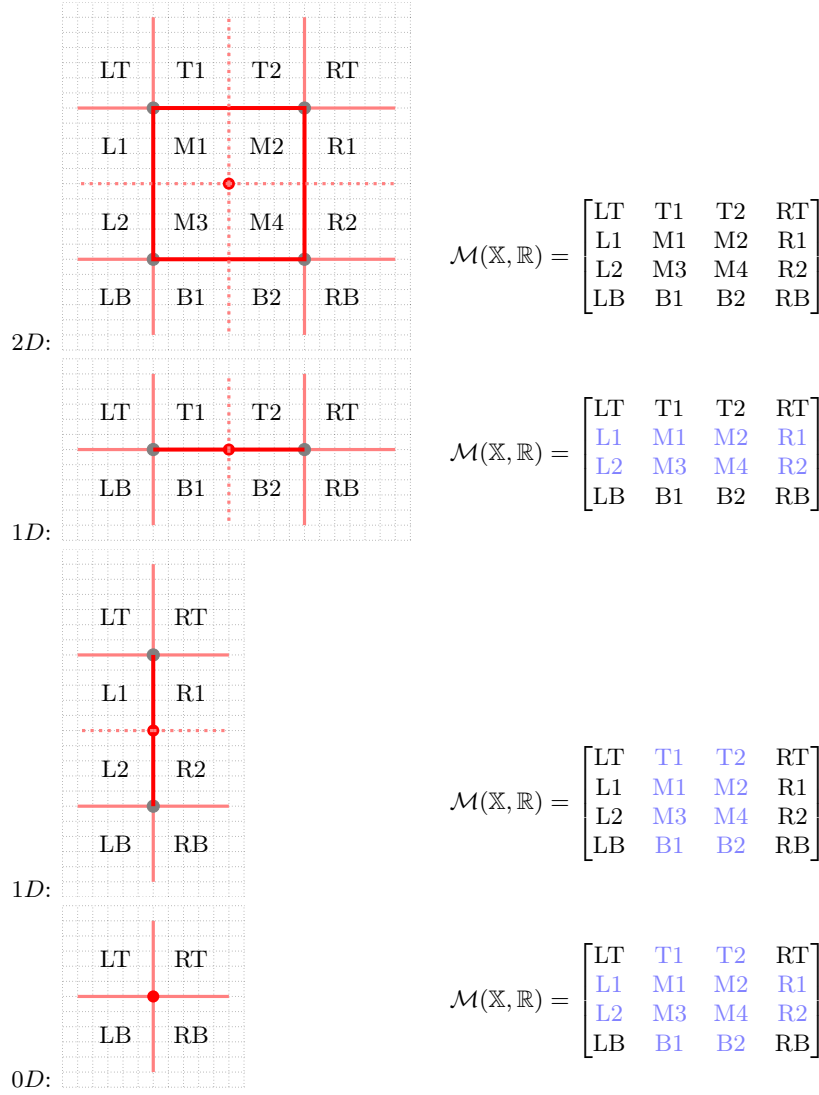 LT T1 T2 RT
L1 M1 M2 R1
L2 M3 M4 R2
LB B1 B2 RB
2D:
𝓜(𝕏, ℝ) =
LT T1 T2 RT
L1 M1 M2 R1
L2 M3 M4 R2
LB B1 B2 RB
LT T1 T2 RT
LB B1 B2 RB
1D:
𝓜(𝕏, ℝ) =
LT T1 T2 RT
L1 M1 M2 R1
L2 M3 M4 R2
LB B1 B2 RB
LT RT
L1 R1
L2 R2
LB RB
1D:
𝓜(𝕏, ℝ) =
LT T1 T2 RT
L1 M1 M2 R1
L2 M3 M4 R2
LB B1 B2 RB
LT RT
LB RB
0D:
𝓜(𝕏, ℝ) =
LT T1 T2 RT
L1 M1 M2 R1
L2 M3 M4 R2
LB B1 B2 RB